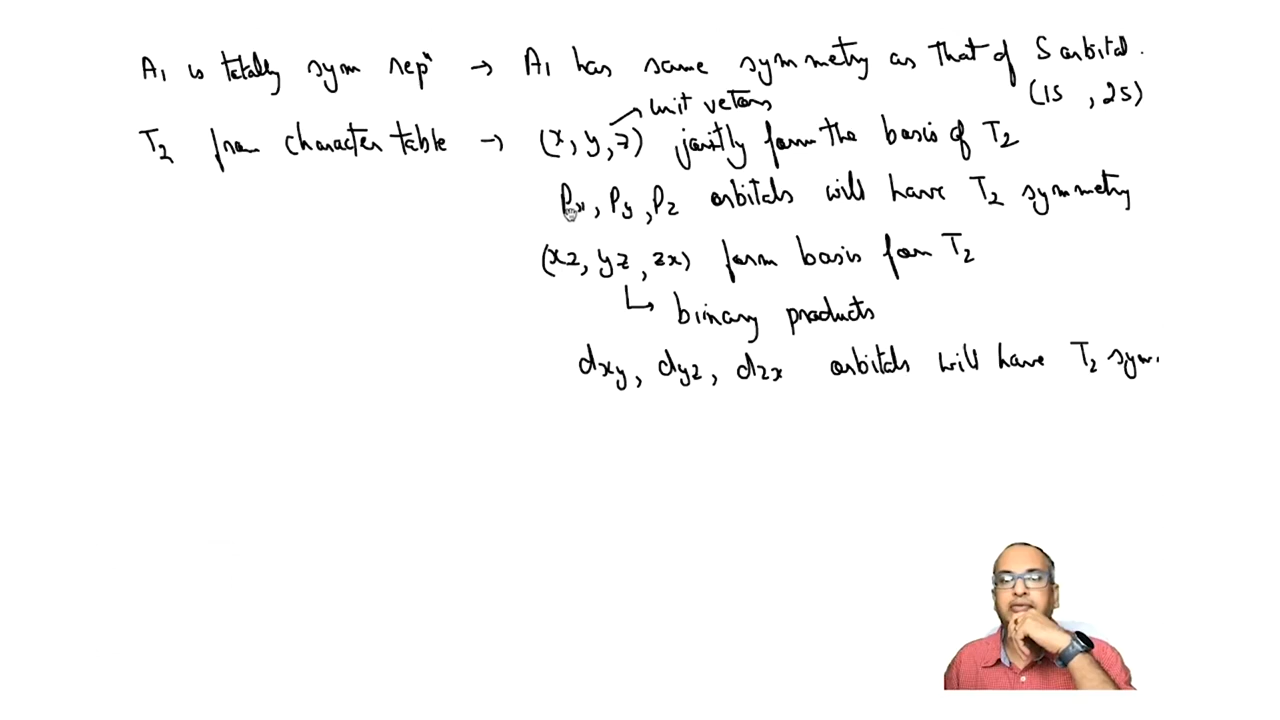 A₁ is totally sym repⁿ → A₁ has same symmetry as that of S orbital.
(1S, 2S)
unit vectors
T₂ from character table → (x, y, z) jointly form the basis of T₂
Px, Py, Pz orbitals will have T₂ symmetry
(xz, yz, zx) form basis for T₂
↳ binary products
dxy, dyz, dzx orbitals will have T₂ sym.